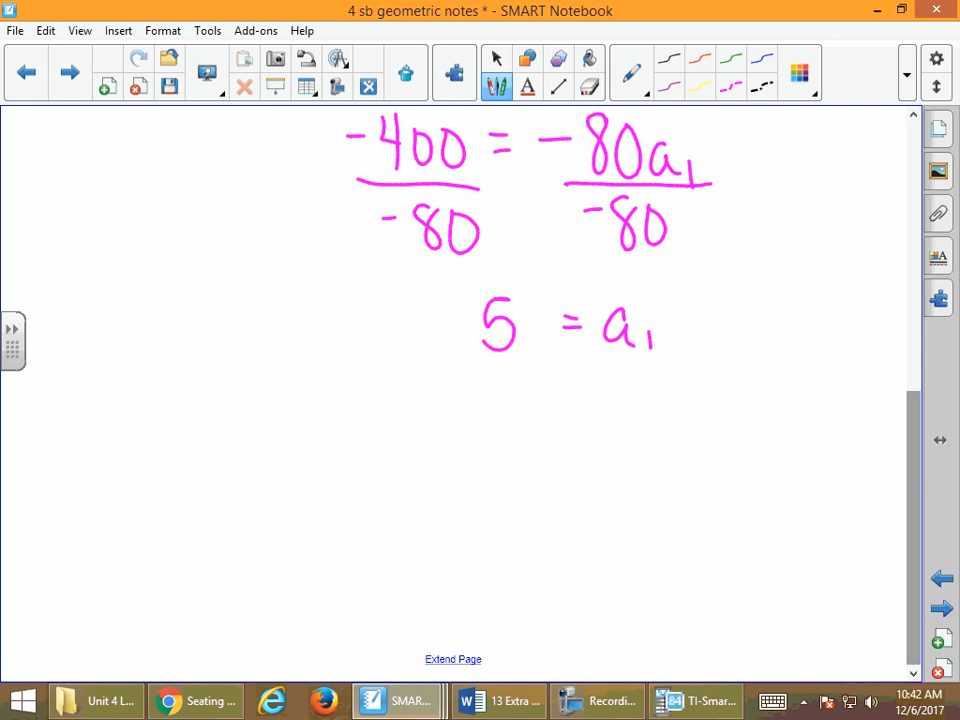 4 sb geometric notes * - SMART Notebook
File Edit View Insert Format Tools Add-ons Help
-400 = -80a₁
-80 -80
5 = a₁
Extend Page
Unit 4 L... Seating ... SMAR... 13 Extra ... Recordi... TI-Smar...
10:42 AM
12/6/2017